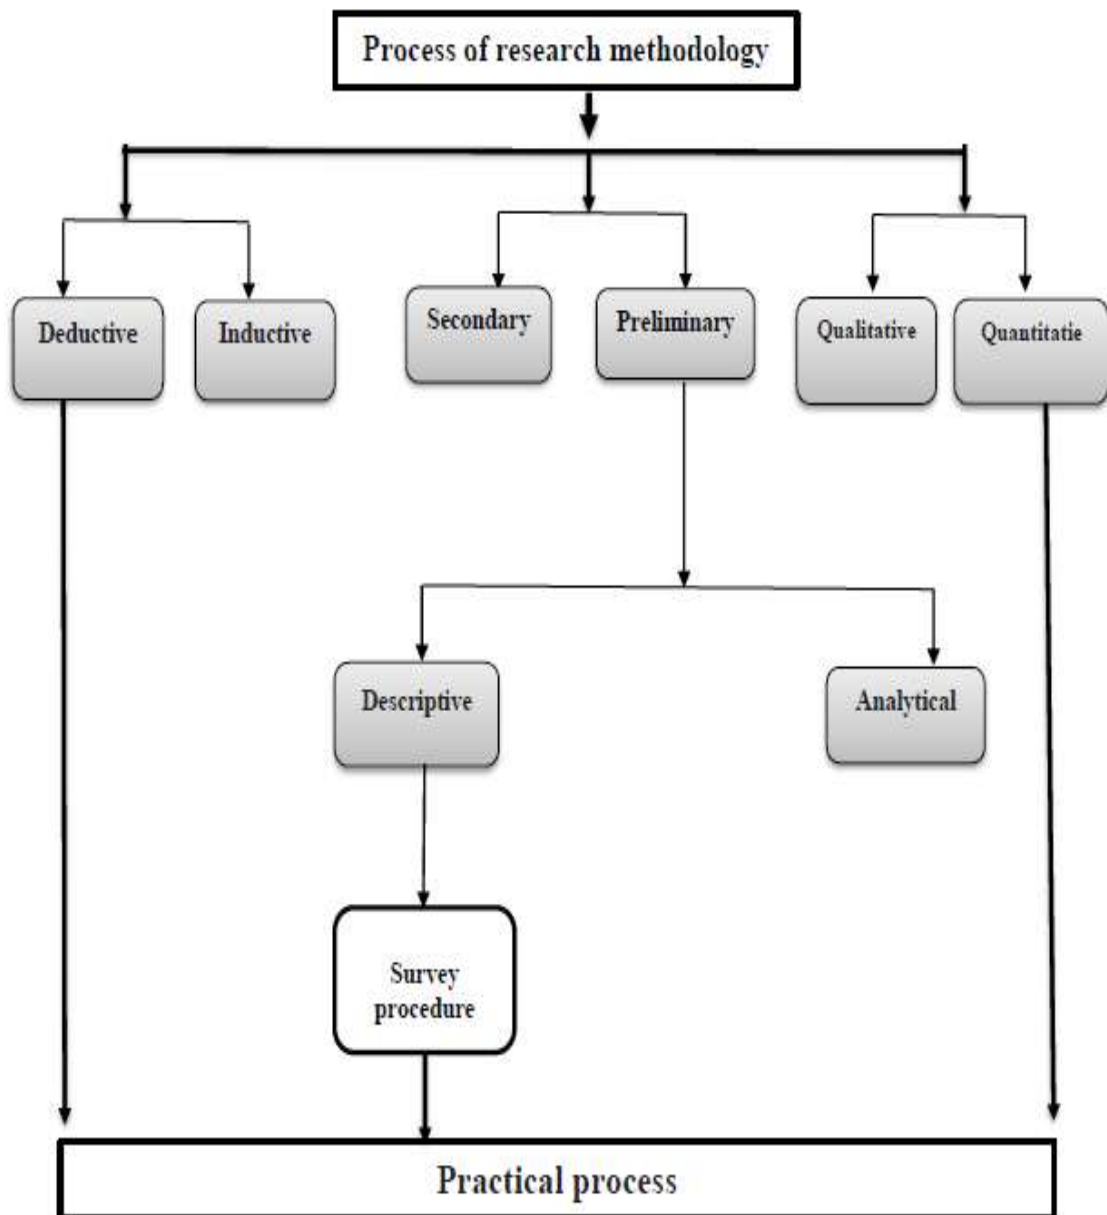 Process of research methodology
Deductive
Inductive
Secondary
Preliminary
Qualitative
Quantitatie
Descriptive
Analytical
Survey
procedure
Practical process